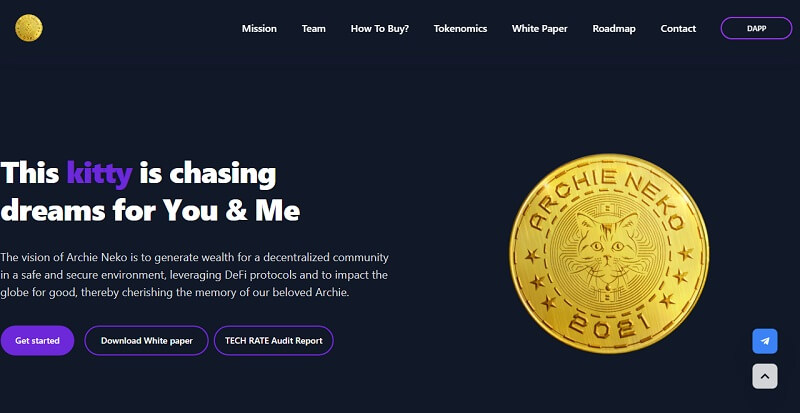 Mission Team How To Buy? Tokenomics White Paper Roadmap Contact DAPP
This kitty is chasing
dreams for You & Me
The vision of Archie Neko is to generate wealth for a decentralized community
in a safe and secure environment, leveraging DeFi protocols and to impact the
globe for good, thereby cherishing the memory of our beloved Archie.
Get started Download White paper TECH RATE Audit Report
ARCHIE NEKO
2021